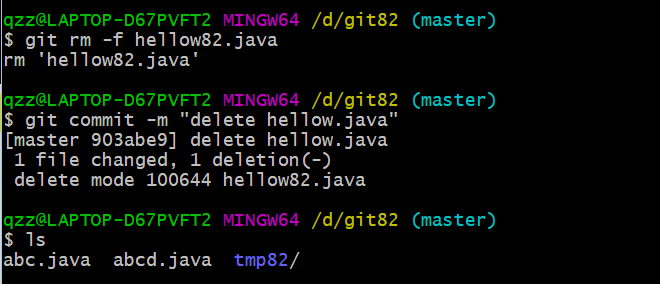 qzz@LAPTOP-D67PVFT2 MINGW64 /d/git82 (master)
$ git rm -f hellow82.java
rm 'hellow82.java'
qzz@LAPTOP-D67PVFT2 MINGW64 /d/git82 (master)
$ git commit -m "delete hellow.java"
[master 903abe9] delete hellow.java
 1 file changed, 1 deletion(-)
 delete mode 100644 hellow82.java
qzz@LAPTOP-D67PVFT2 MINGW64 /d/git82 (master)
$ ls
abc.java  abcd.java  tmp82/